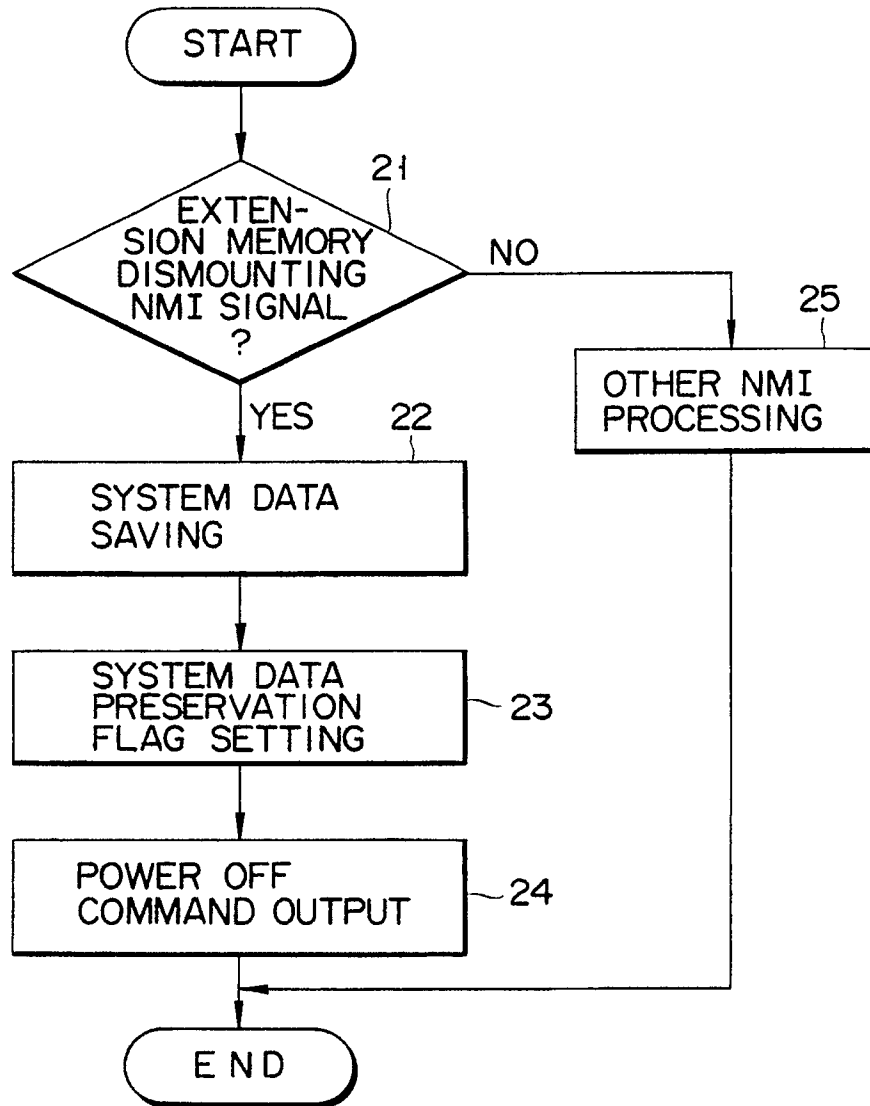 START
21
EXTEN-
SION MEMORY
DISMOUNTING
NMI SIGNAL
?
NO
25
OTHER NMI
PROCESSING
YES
22
SYSTEM DATA
SAVING
SYSTEM DATA
PRESERVATION
FLAG SETTING
23
POWER OFF
COMMAND OUTPUT
24
END